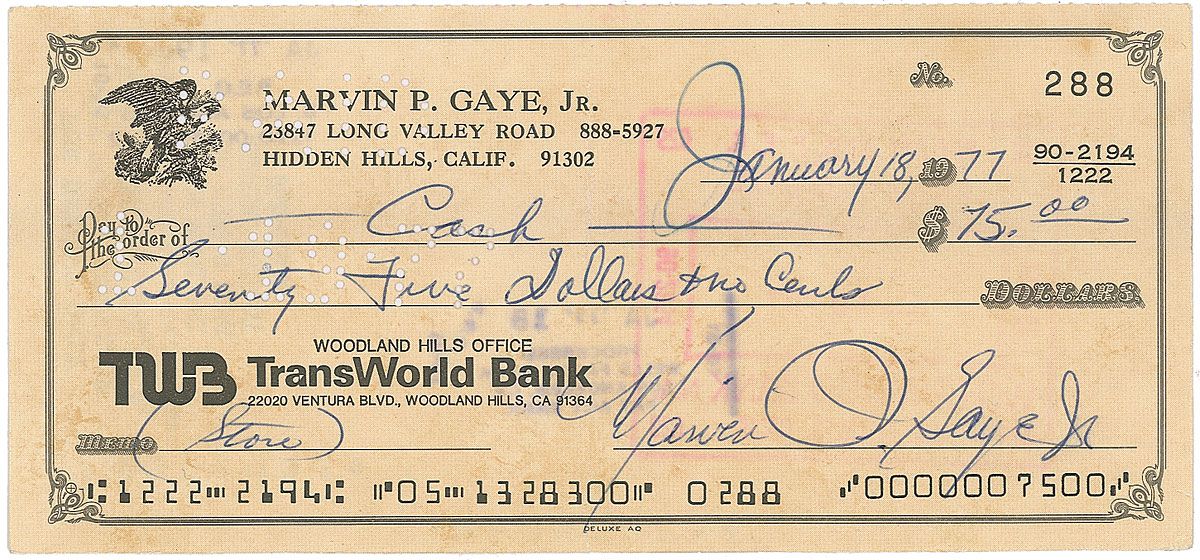 MARVIN P. GAYE, JR.
No. 288
23847 LONG VALLEY ROAD 888-5927
HIDDEN HILLS, CALIF. 91302
January 18, 1977
90-2194
1222
Pay to the order of Cash $ 75.00
Seventy Five Dollars & no Cents DOLLARS
WOODLAND HILLS OFFICE
TWB TransWorld Bank
22020 VENTURA BLVD., WOODLAND HILLS, CA 91364
MEMO (Store) Marvin P. Gaye Jr
⑆1222⑉2194⑆ ⑈05⑉1328300⑈ 0288 ⑇0000007500⑇
DELUXE AQ